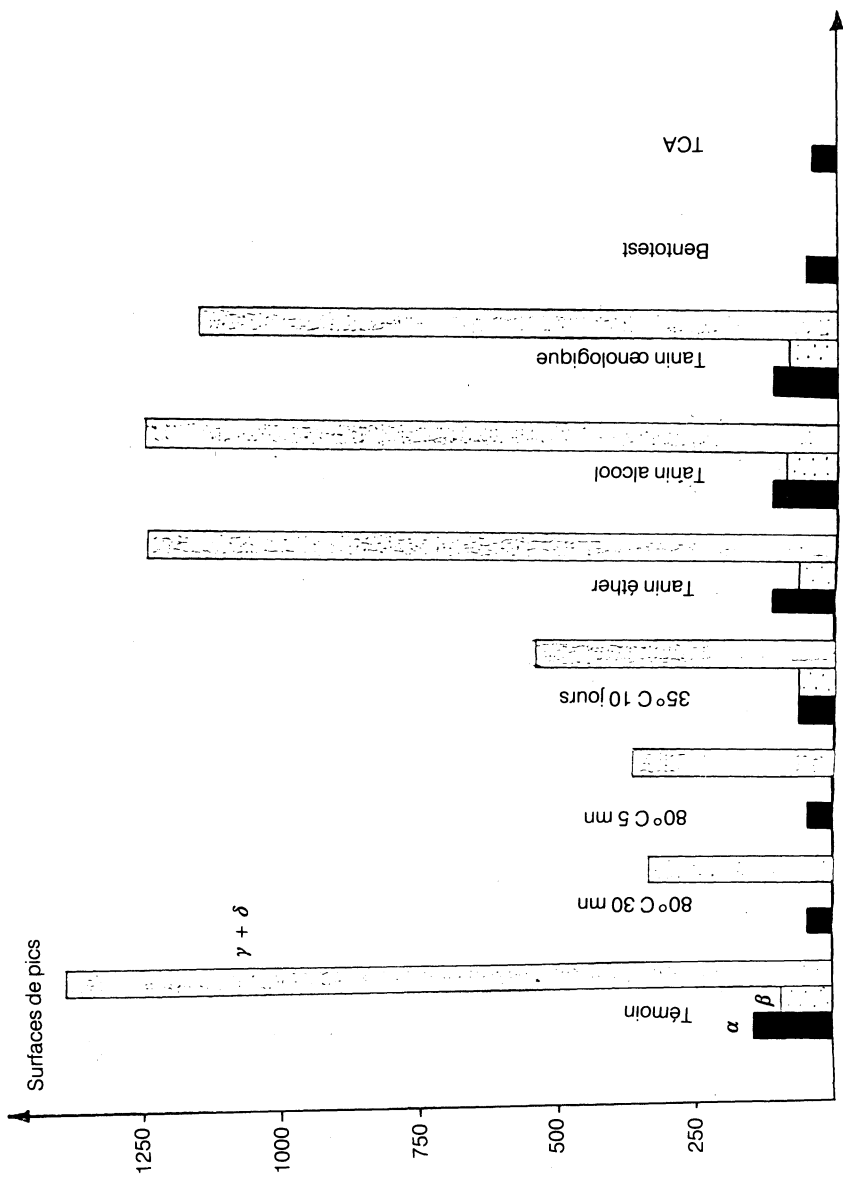 Surfaces de pics
1250
1000
750
500
250
α
β
γ + δ
Témoin
80°C 30 mn
80°C 5 mn
35°C 10 jours
Tanin éther
Tanin alcool
Tanin œnologique
Bentotest
TCA